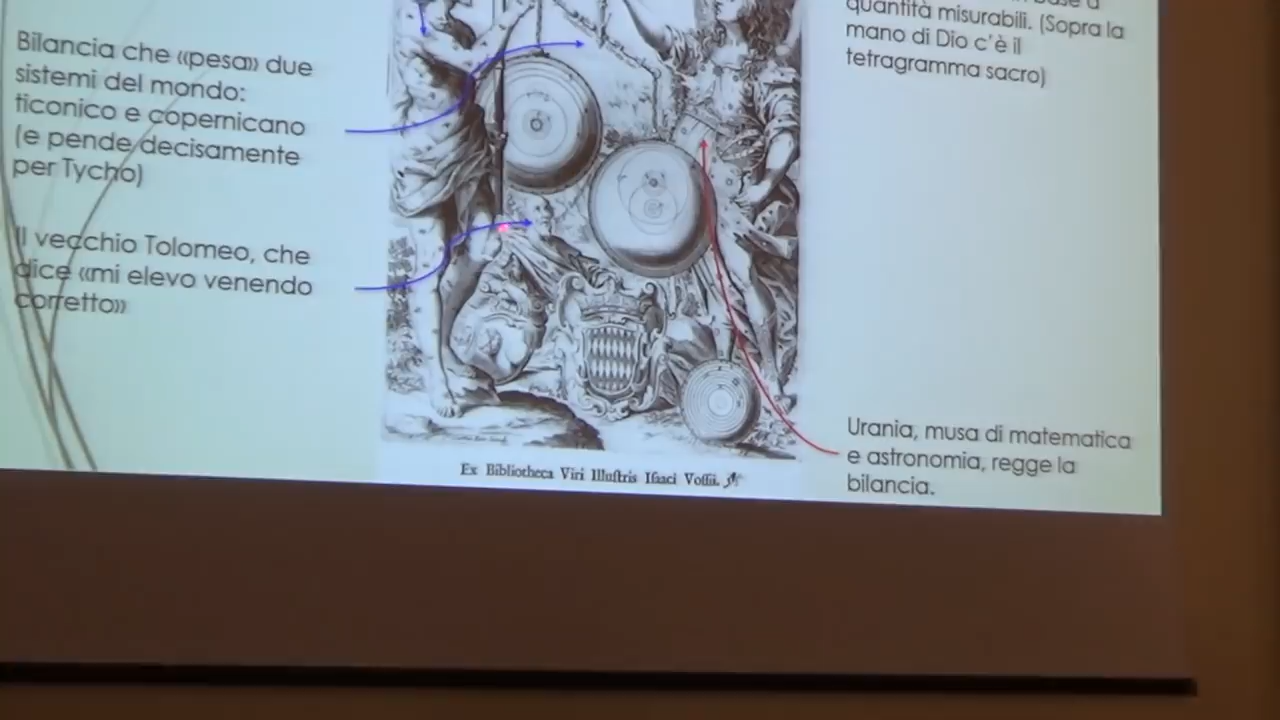 Bilancia che «pesa» due
sistemi del mondo:
ticonico e copernicano
(e pende decisamente
per Tycho)
Il vecchio Tolomeo, che
dice «mi elevo venendo
corretto»
quantità misurabili. (Sopra la
mano di Dio c'è il
tetragramma sacro)
Urania, musa di matematica
e astronomia, regge la
bilancia.
Ex Bibliotheca Viri Illuſtris Iſaaci Voſſii.